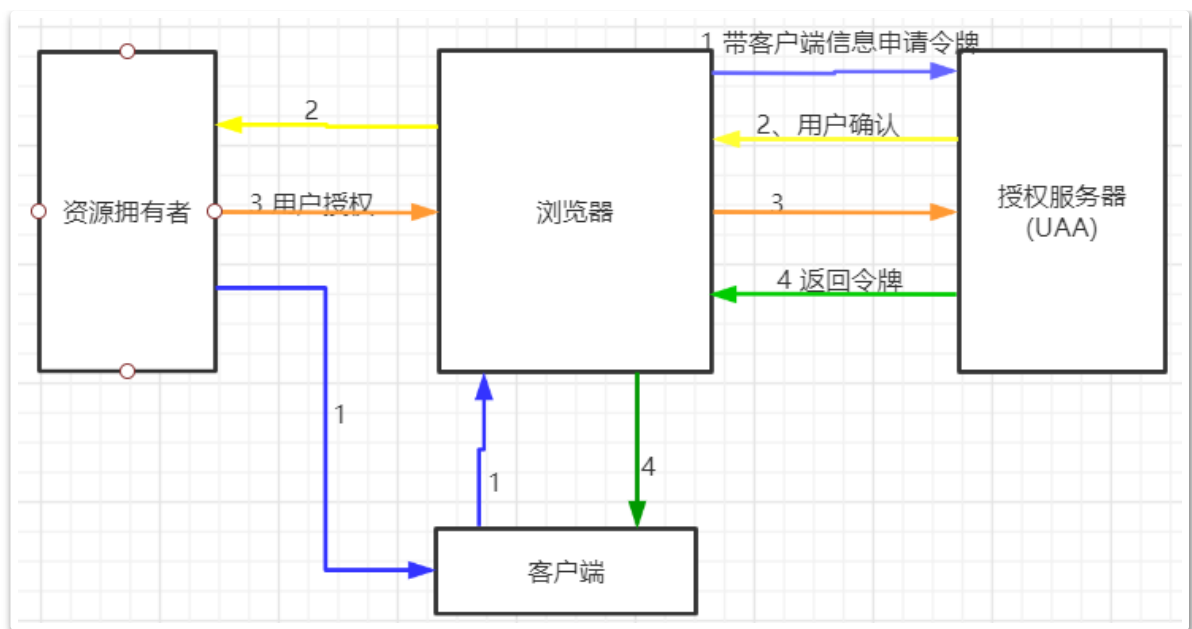 1 带客户端信息申请令牌
2
2、用户确认
资源拥有者
3 用户授权
浏览器
3
授权服务器
(UAA)
4 返回令牌
1
1
4
客户端